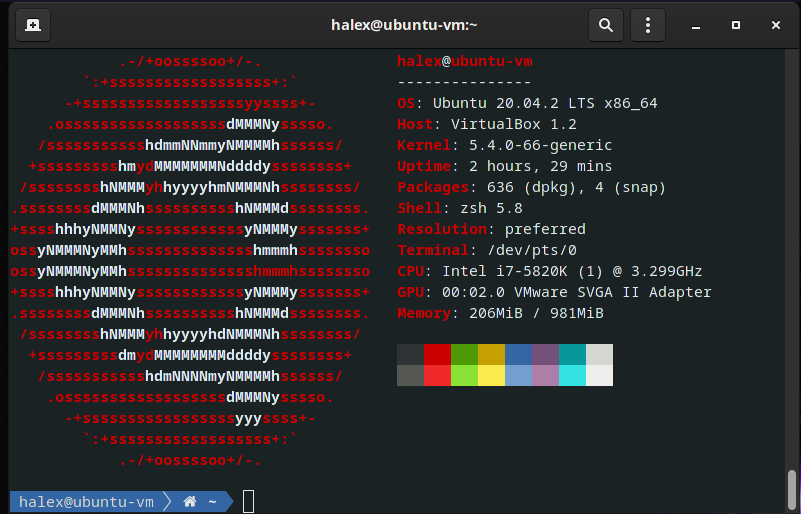 halex@ubuntu-vm:~
.-/+oossssoo+/-. halex@ubuntu-vm
`:+ssssssssssssssssss+:` ---------------
-+ssssssssssssssssssyyssss+- OS: Ubuntu 20.04.2 LTS x86_64
.ossssssssssssssssssdMMMNysssso. Host: VirtualBox 1.2
/ssssssssssshdmmNNmmyNMMMMhssssss/ Kernel: 5.4.0-66-generic
+ssssssssshmydMMMMMMMNddddyssssssss+ Uptime: 2 hours, 29 mins
/sssssssshNMMMyhhyyyyhmNMMMNhssssssss/ Packages: 636 (dpkg), 4 (snap)
.ssssssssdMMMNhsssssssssshNMMMdssssssss. Shell: zsh 5.8
+sssshhhyNMMNyssssssssssssyNMMMysssssss+ Resolution: preferred
ossyNMMMNyMMhsssssssssssssshmmmhssssssso Terminal: /dev/pts/0
ossyNMMMNyMMhsssssssssssssshmmmhssssssso CPU: Intel i7-5820K (1) @ 3.299GHz
+sssshhhyNMMNyssssssssssssyNMMMysssssss+ GPU: 00:02.0 VMware SVGA II Adapter
.ssssssssdMMMNhsssssssssshNMMMdssssssss. Memory: 206MiB / 981MiB
/sssssssshNMMMyhhyyyyhdNMMMNhssssssss/
+sssssssssdmydMMMMMMMMddddyssssssss+
/ssssssssssshdmNNNNmyNMMMMhssssss/
.ossssssssssssssssssdMMMNysssso.
-+sssssssssssssssssyyyssss+-
`:+ssssssssssssssssss+:`
.-/+oossssoo+/-.
halex@ubuntu-vm ~